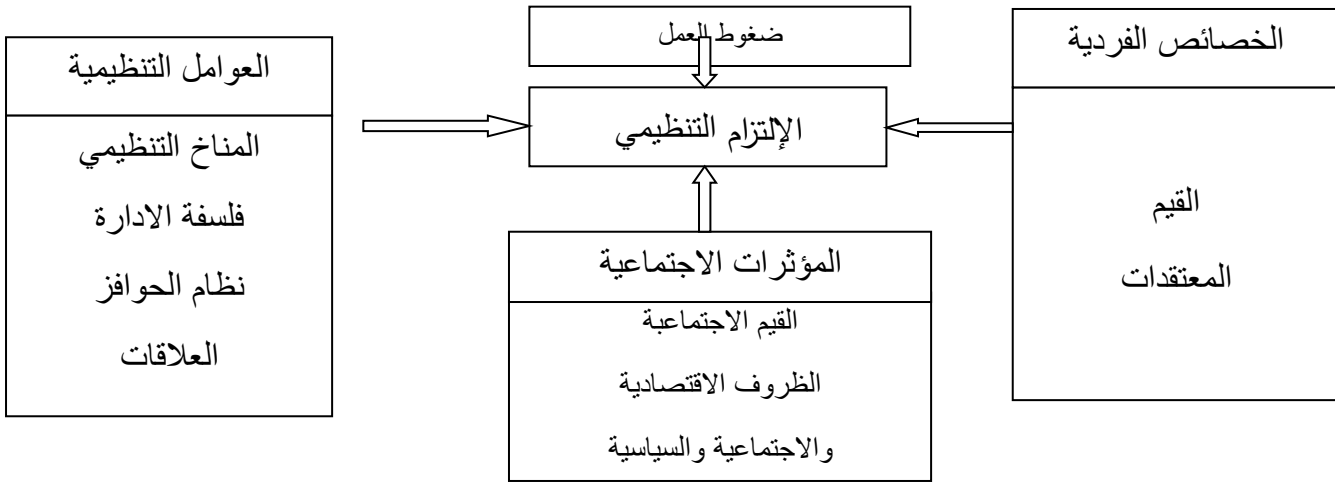 الخصائص الفردية
القيم
المعتقدات
ضغوط العمل
الإلتزام التنظيمي
المؤثرات الاجتماعية
القيم الاجتماعبة
الظروف الاقتصادية
والاجتماعية والسياسية
العوامل التنظيمية
المناخ التنظيمي
فلسفة الادارة
نظام الحوافز
العلاقات